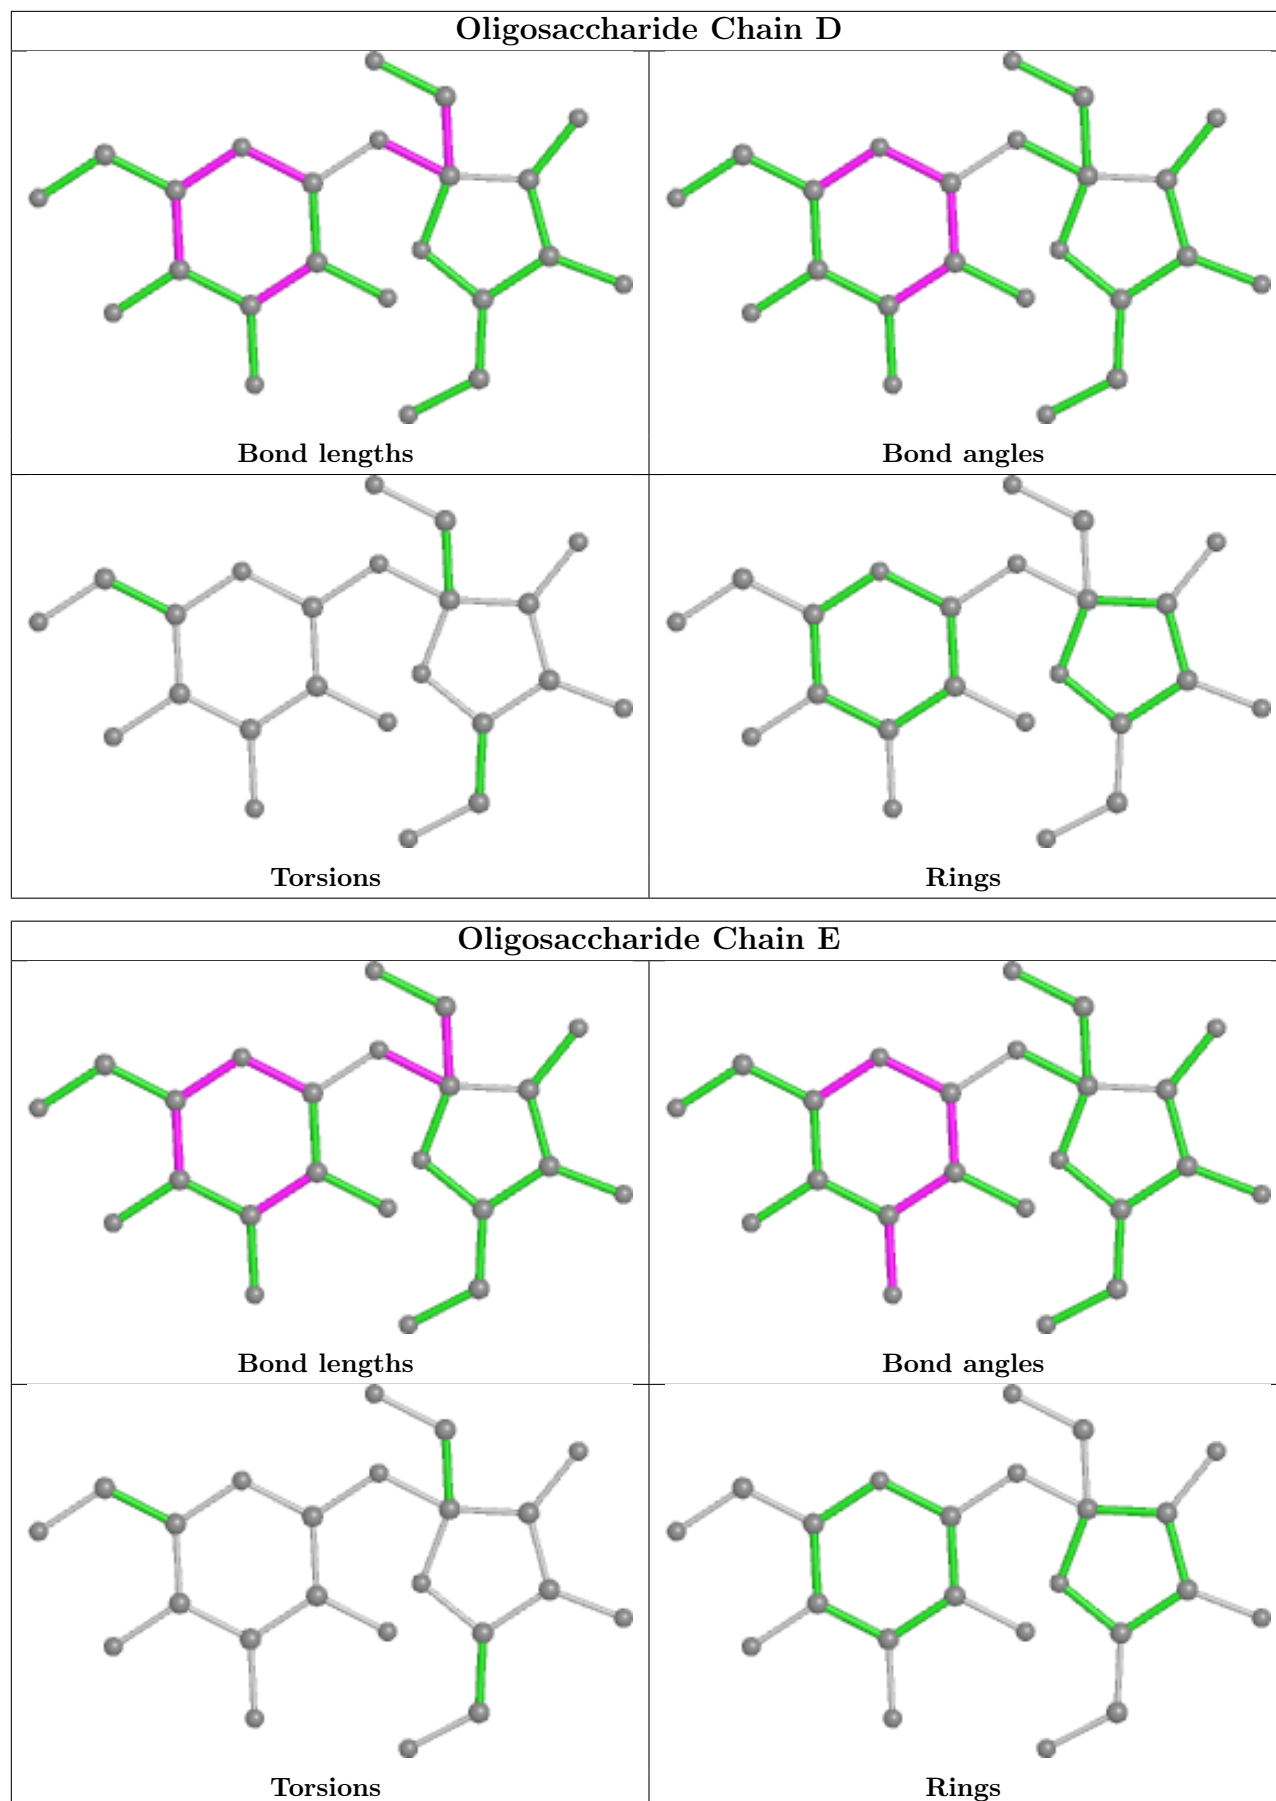 Oligosaccharide Chain D
Bond lengths
Bond angles
Torsions
Rings
Oligosaccharide Chain E
Bond lengths
Bond angles
Torsions
Rings